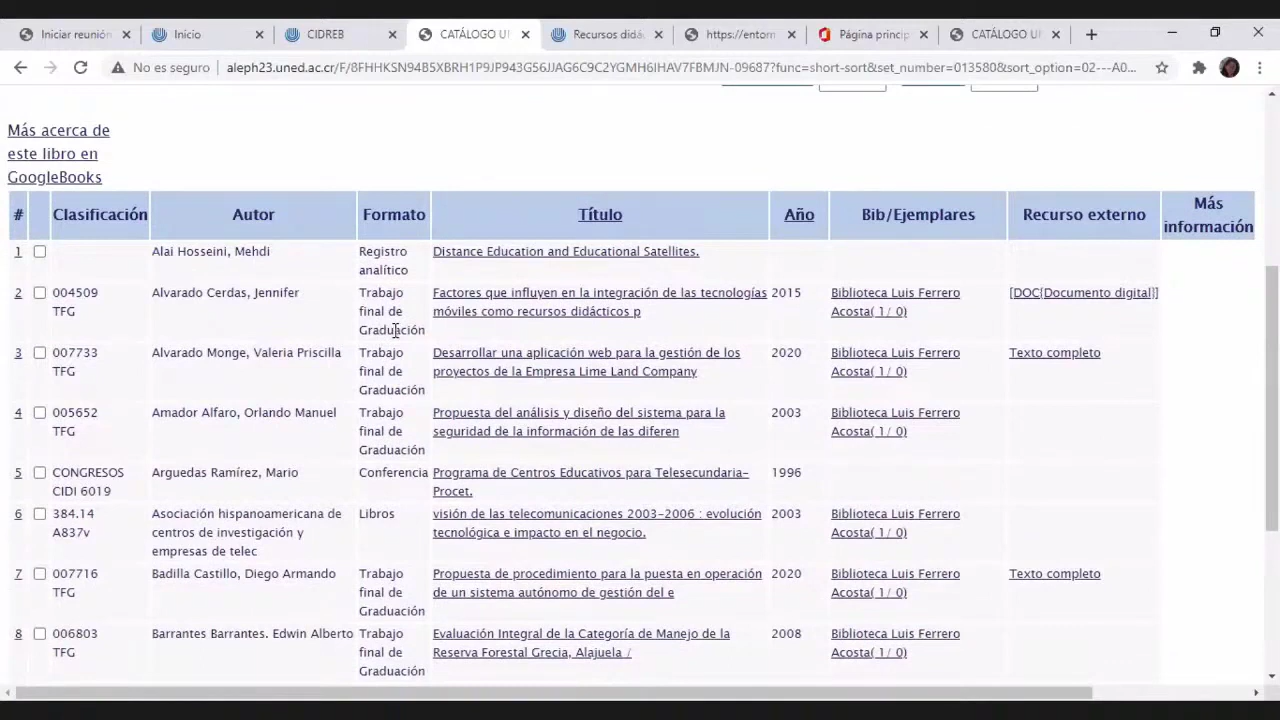 Iniciar reunión
Inicio
CIDREB
CATÁLOGO UN
Recursos didá
https://entorn
Página princip
CATÁLOGO UN
No es seguro
aleph23.uned.ac.cr/F/8FHHKSN94B5XBRH1P9JP943G56JJAG6C9C2YGMH6IHAV7FBMJN-09687?func=short-sort&set_number=013580&sort_option=02---A0...
Más acerca de
este libro en
GoogleBooks
# Clasificación Autor Formato Título Año Bib/Ejemplares Recurso externo Más
información
1 Alai Hosseini, Mehdi Registro Distance Education and Educational Satellites.
analítico
2 004509 Alvarado Cerdas, Jennifer Trabajo Factores que influyen en la integración de las tecnologías 2015 Biblioteca Luis Ferrero [DOC{Documento digital}]
TFG final de móviles como recursos didácticos p Acosta( 1/ 0)
Graduación
3 007733 Alvarado Monge, Valeria Priscilla Trabajo Desarrollar una aplicación web para la gestión de los 2020 Biblioteca Luis Ferrero Texto completo
TFG final de proyectos de la Empresa Lime Land Company Acosta( 1/ 0)
Graduación
4 005652 Amador Alfaro, Orlando Manuel Trabajo Propuesta del análisis y diseño del sistema para la 2003 Biblioteca Luis Ferrero
TFG final de seguridad de la información de las diferen Acosta( 1/ 0)
Graduación
5 CONGRESOS Arguedas Ramírez, Mario Conferencia Programa de Centros Educativos para Telesecundaria- 1996
CIDI 6019 Procet.
6 384.14 Asociación hispanoamericana de Libros visión de las telecomunicaciones 2003-2006 : evolución 2003 Biblioteca Luis Ferrero
A837v centros de investigación y tecnológica e impacto en el negocio. Acosta( 1/ 0)
empresas de telec
7 007716 Badilla Castillo, Diego Armando Trabajo Propuesta de procedimiento para la puesta en operación 2020 Biblioteca Luis Ferrero Texto completo
TFG final de de un sistema autónomo de gestión del e Acosta( 1/ 0)
Graduación
8 006803 Barrantes Barrantes. Edwin Alberto Trabajo Evaluación Integral de la Categoría de Manejo de la 2008 Biblioteca Luis Ferrero
TFG final de Reserva Forestal Grecia, Alajuela / Acosta( 1/ 0)
Graduación